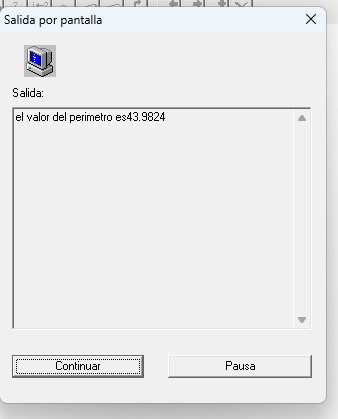 Salida por pantalla
Salida:
el valor del perimetro es43.9824
Continuar
Pausa